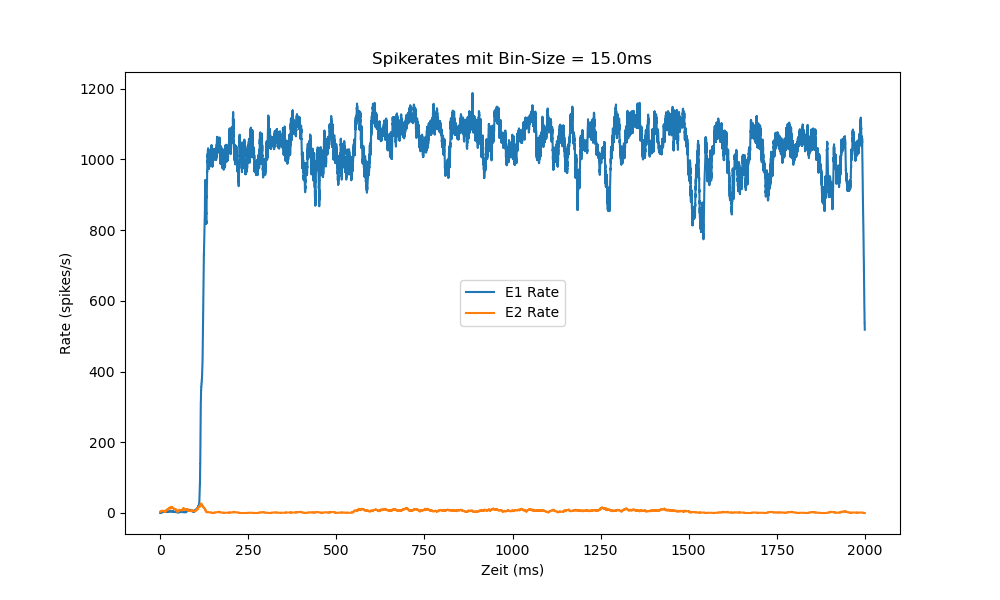 Spikerates mit Bin-Size = 15.0ms
1200
1000
800
600
400
200
0
Rate (spikes/s)
E1 Rate
E2 Rate
0 250 500 750 1000 1250 1500 1750 2000
Zeit (ms)